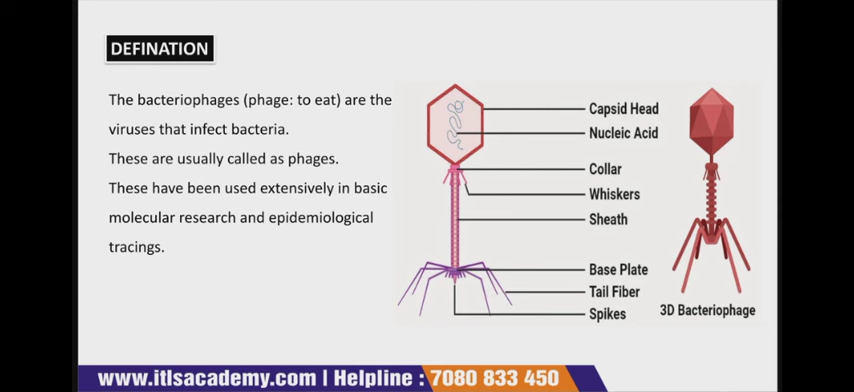 DEFINATION
The bacteriophages (phage: to eat) are the
viruses that infect bacteria.
These are usually called as phages.
These have been used extensively in basic
molecular research and epidemiological
tracings.
Capsid Head
Nucleic Acid
Collar
Whiskers
Sheath
Base Plate
Tail Fiber
Spikes
3D Bacteriophage
www.itlsacademy.com | Helpline : 7080 833 450